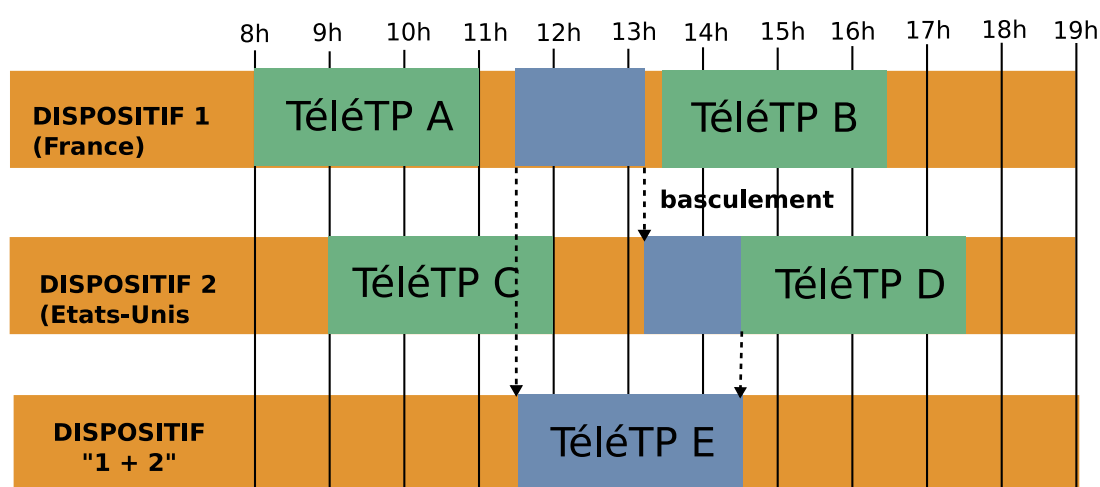 8h 9h 10h 11h 12h 13h 14h 15h 16h 17h 18h 19h
DISPOSITIF 1
(France)
TéléTP A
TéléTP B
basculement
DISPOSITIF 2
(Etats-Unis
TéléTP C
TéléTP D
DISPOSITIF
"1 + 2"
TéléTP E